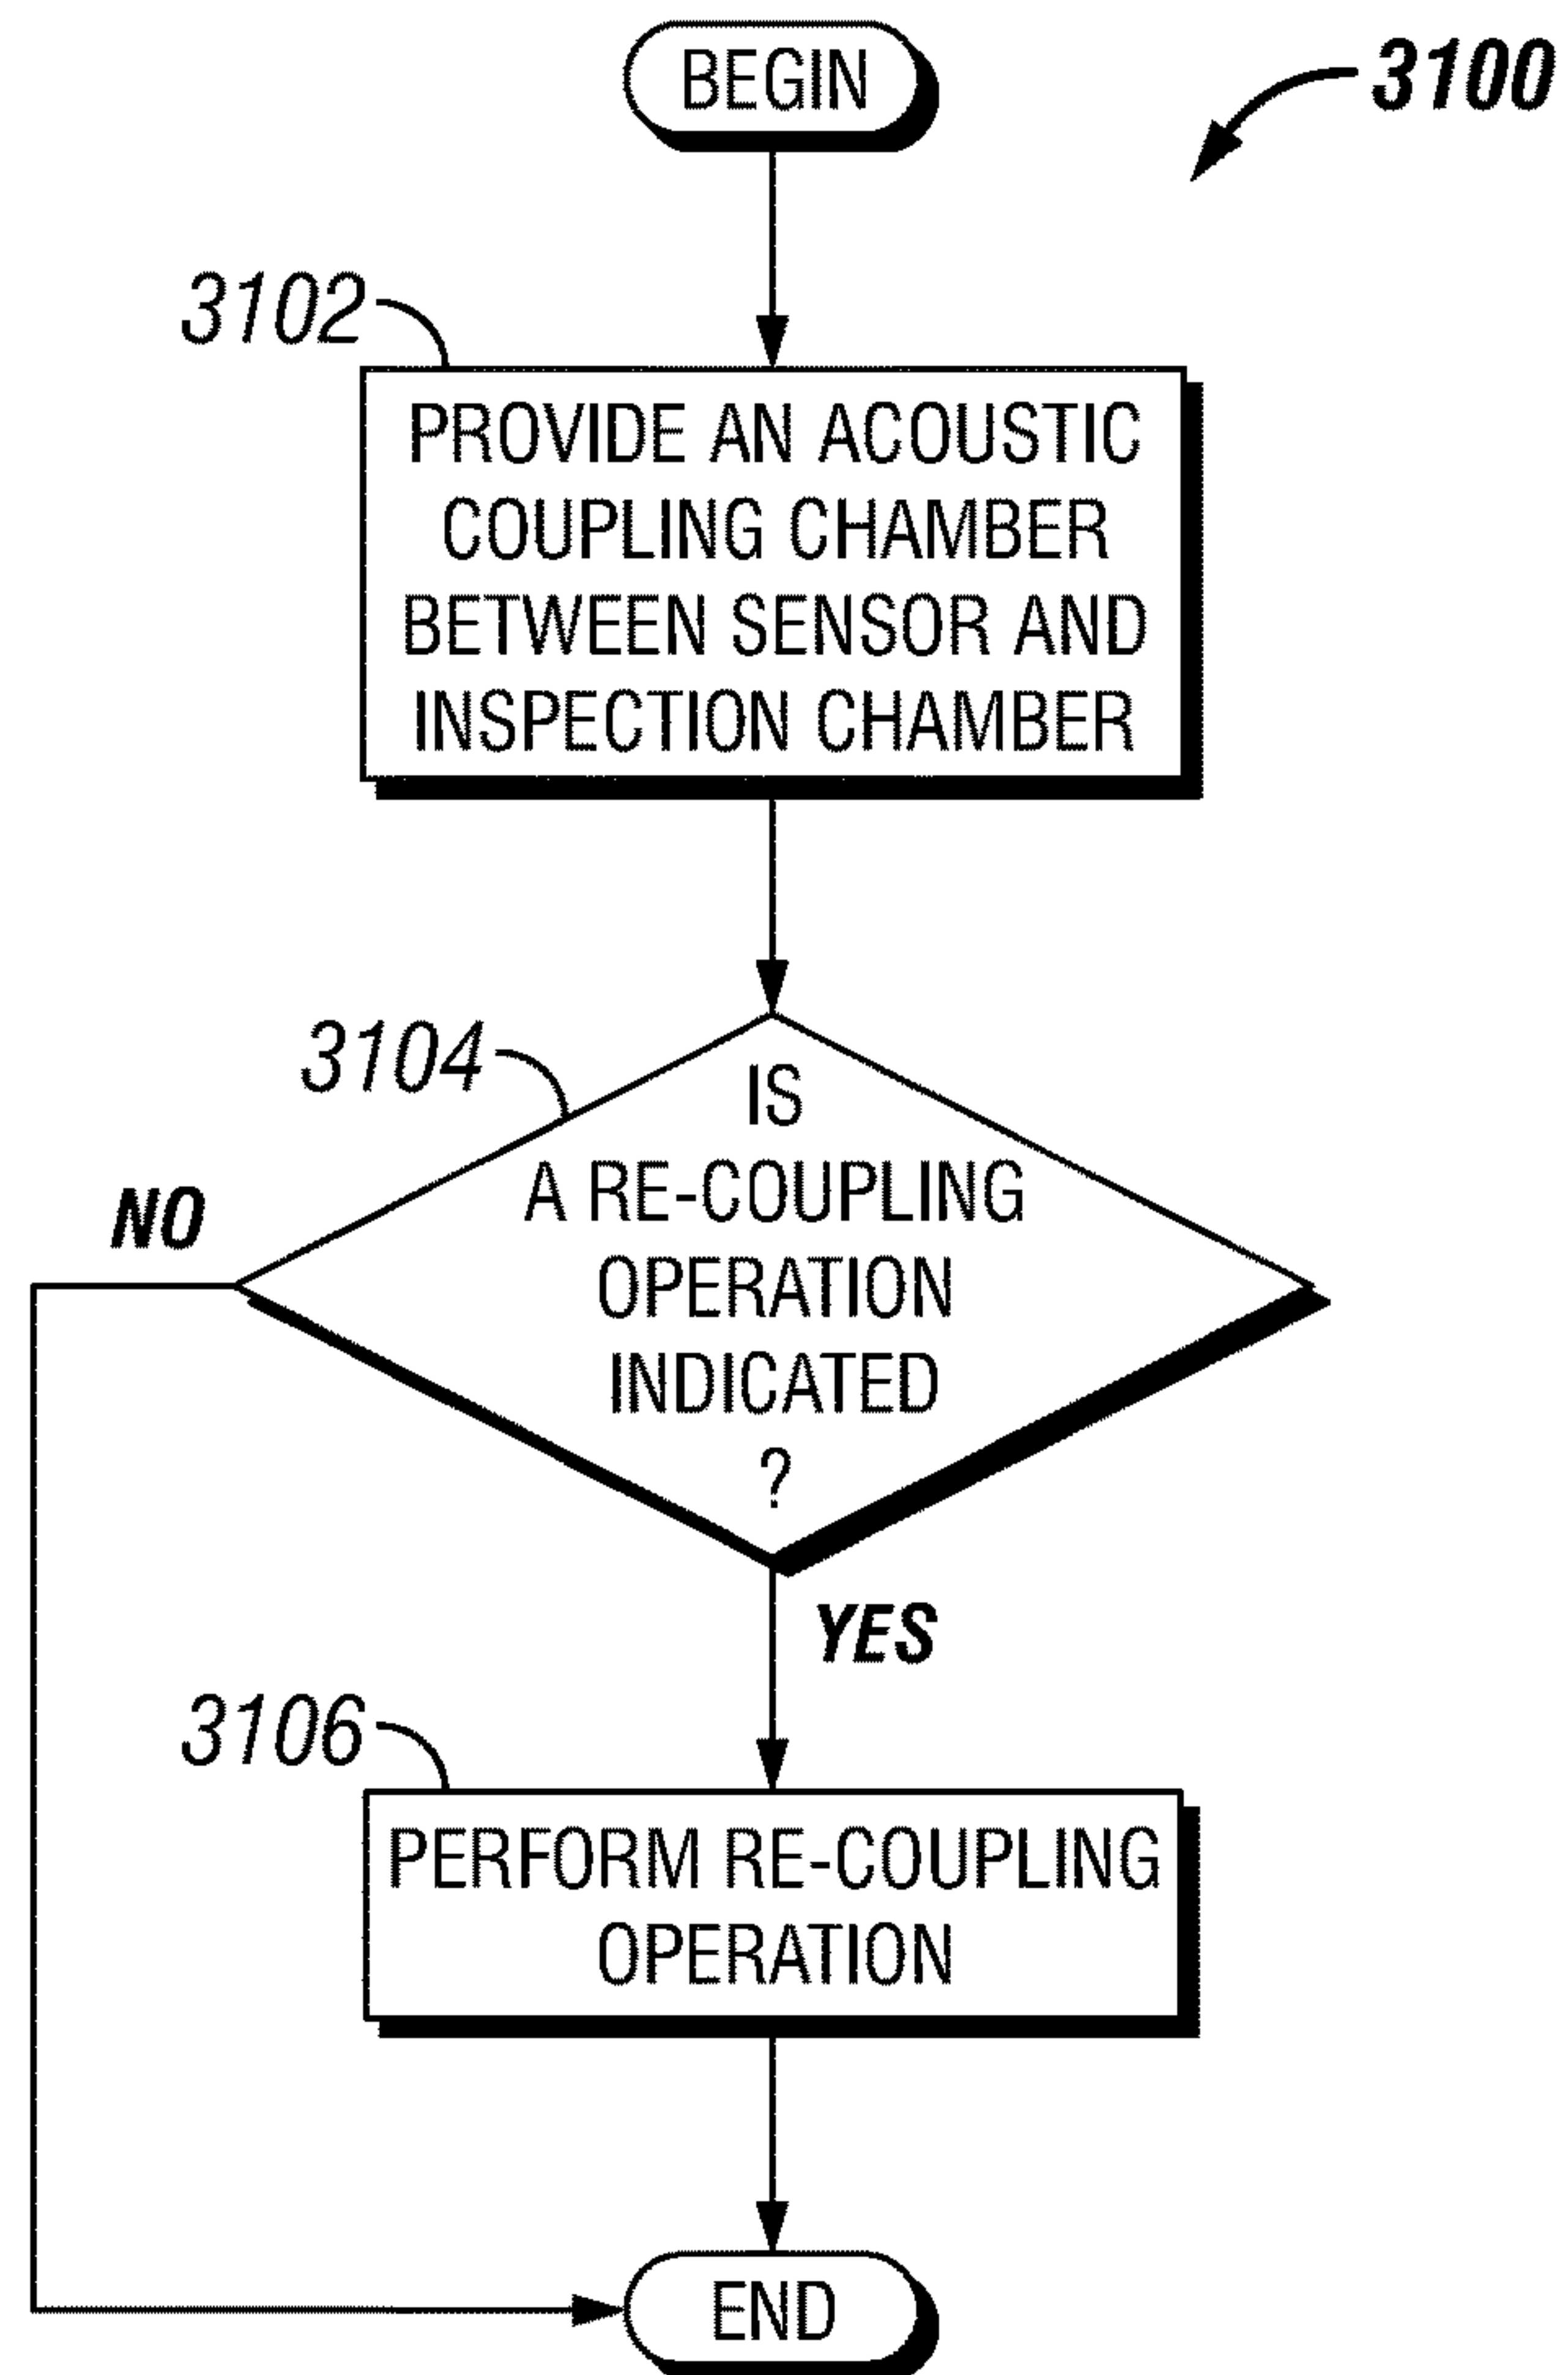 BEGIN
3100
3102
PROVIDE AN ACOUSTIC
COUPLING CHAMBER
BETWEEN SENSOR AND
INSPECTION CHAMBER
3104
IS
A RE-COUPLING
OPERATION
INDICATED
?
NO
YES
3106
PERFORM RE-COUPLING
OPERATION
END